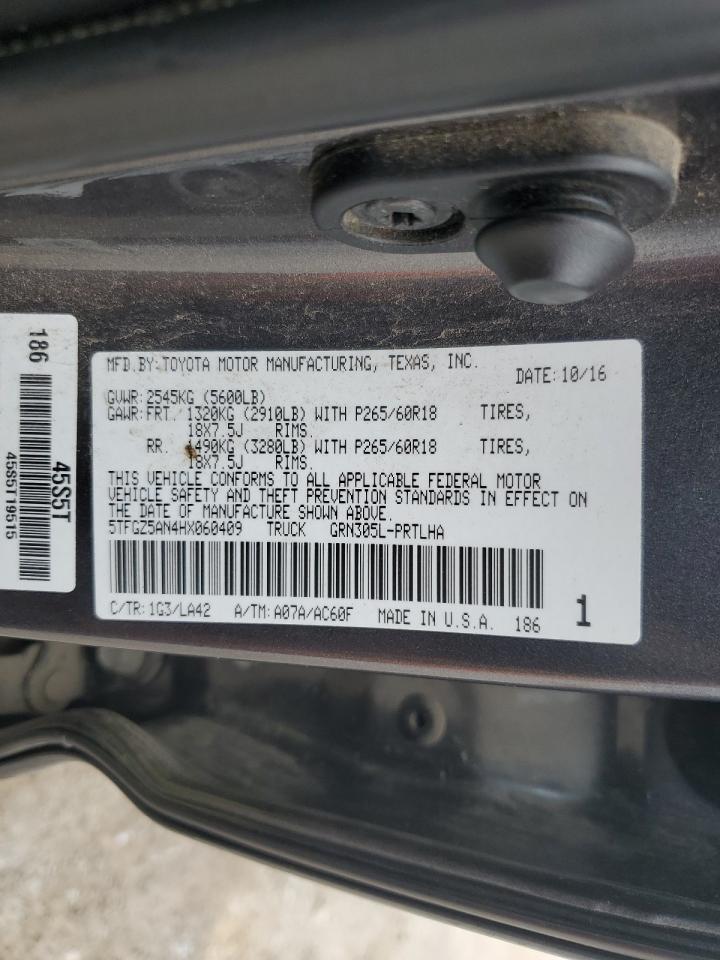 MFD.BY:TOYOTA MOTOR MANUFACTURING, TEXAS, INC. DATE:10/16
GVWR:2545KG (5600LB)
GAWR:FRT. 1320KG (2910LB) WITH P265/60R18 TIRES,
18X7.5J RIMS.
RR. 1490KG (3280LB) WITH P265/60R18 TIRES,
18X7.5J RIMS.
THIS VEHICLE CONFORMS TO ALL APPLICABLE FEDERAL MOTOR
VEHICLE SAFETY AND THEFT PREVENTION STANDARDS IN EFFECT ON
THE DATE OF MANUFACTURE SHOWN ABOVE.
5TFGZ5AN4HX060409 TRUCK GRN305L-PRTLHA
C/TR:1G3/LA42 A/TM:A07A/AC60F MADE IN U.S.A. 186 1
186
45S5T
45S5T19515